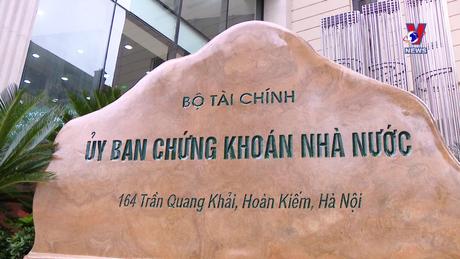 V
NEWS
BỘ TÀI CHÍNH
ỦY BAN CHỨNG KHOÁN NHÀ NƯỚC
164 Trần Quang Khải, Hoàn Kiếm, Hà Nội